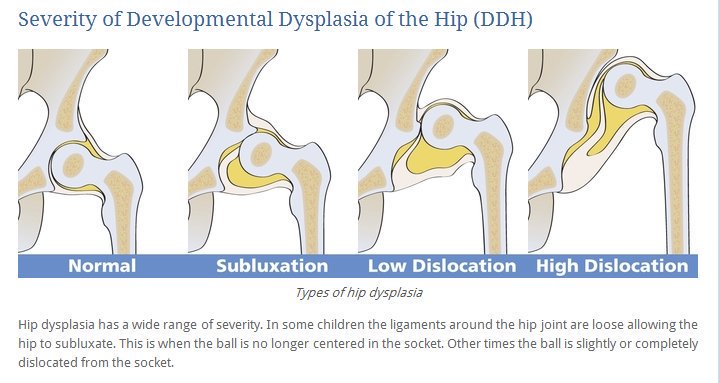 Severity of Developmental Dysplasia of the Hip (DDH)
Normal
Subluxation
Low Dislocation
High Dislocation
Types of hip dysplasia
Hip dysplasia has a wide range of severity. In some children the ligaments around the hip joint are loose allowing the
hip to subluxate. This is when the ball is no longer centered in the socket. Other times the ball is slightly or completely
dislocated from the socket.